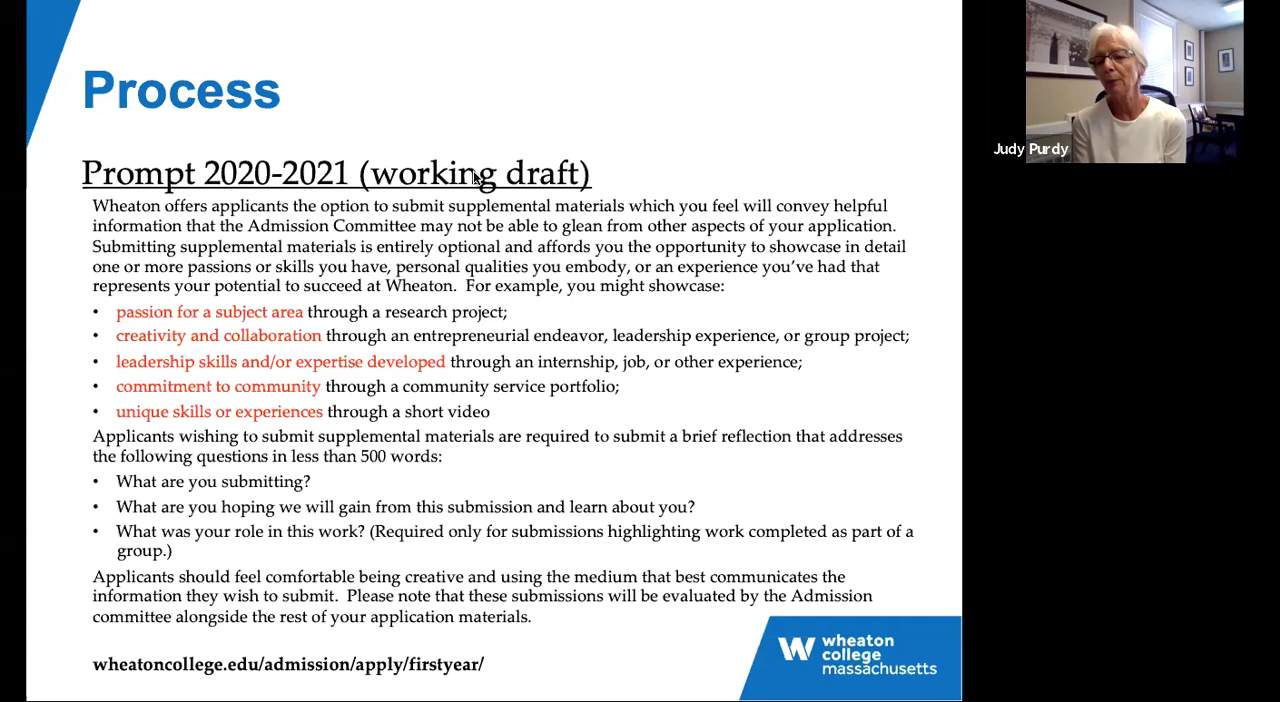 Process
Prompt 2020-2021 (working draft)
Wheaton offers applicants the option to submit supplemental materials which you feel will convey helpful
information that the Admission Committee may not be able to glean from other aspects of your application.
Submitting supplemental materials is entirely optional and affords you the opportunity to showcase in detail
one or more passions or skills you have, personal qualities you embody, or an experience you’ve had that
represents your potential to succeed at Wheaton.  For example, you might showcase:
• passion for a subject area through a research project;
• creativity and collaboration through an entrepreneurial endeavor, leadership experience, or group project;
• leadership skills and/or expertise developed through an internship, job, or other experience;
• commitment to community through a community service portfolio;
• unique skills or experiences through a short video
Applicants wishing to submit supplemental materials are required to submit a brief reflection that addresses
the following questions in less than 500 words:
• What are you submitting?
• What are you hoping we will gain from this submission and learn about you?
• What was your role in this work? (Required only for submissions highlighting work completed as part of a
group.)
Applicants should feel comfortable being creative and using the medium that best communicates the
information they wish to submit.  Please note that these submissions will be evaluated by the Admission
committee alongside the rest of your application materials.
wheatoncollege.edu/admission/apply/firstyear/
W wheaton
college
massachusetts
Judy Purdy